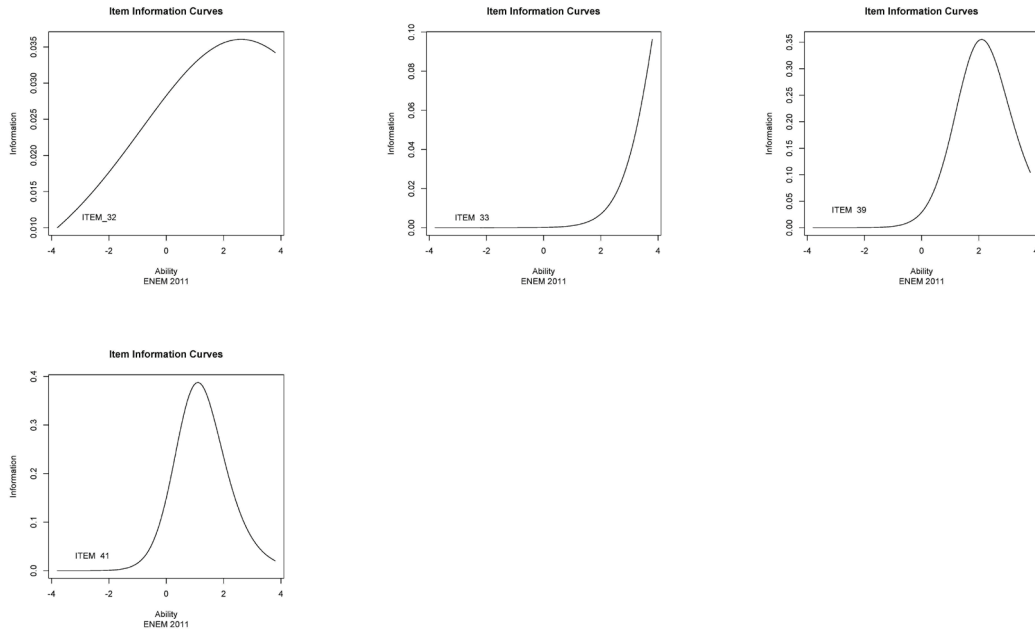 Item Information Curves
Information
0.035
0.030
0.025
0.020
0.015
0.010
ITEM_32
-4 -2 0 2 4
Ability
ENEM 2011
Item Information Curves
Information
0.10
0.08
0.06
0.04
0.02
0.00
ITEM 33
-4 -2 0 2 4
Ability
ENEM 2011
Item Information Curves
Information
0.35
0.30
0.25
0.20
0.15
0.10
0.05
0.00
ITEM 39
-4 -2 0 2 4
Ability
ENEM 2011
Item Information Curves
Information
0.4
0.3
0.2
0.1
0.0
ITEM 41
-4 -2 0 2 4
Ability
ENEM 2011